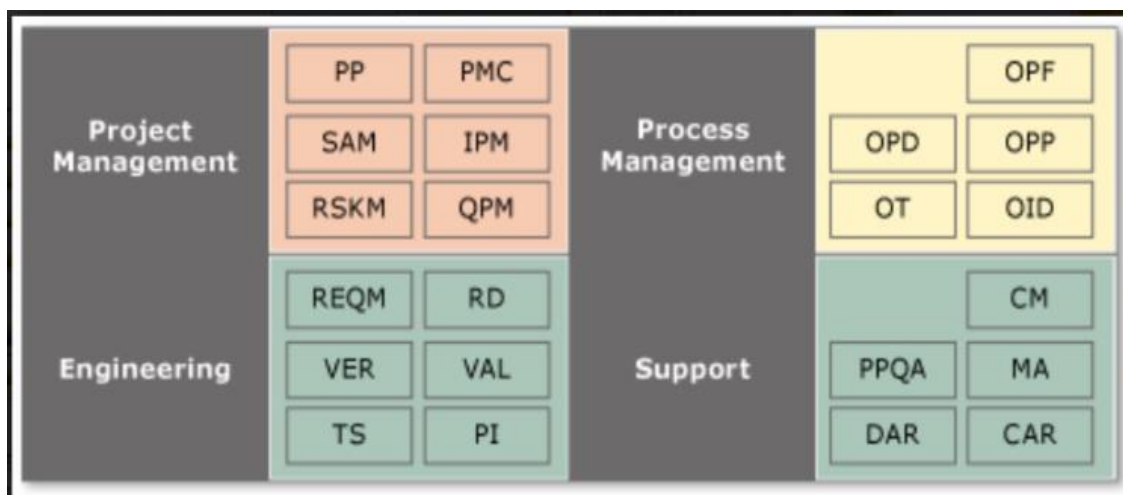 Project
Management
PP PMC
SAM IPM
RSKM QPM
Process
Management
OPF
OPD OPP
OT OID
Engineering
REQM RD
VER VAL
TS PI
Support
CM
PPQA MA
DAR CAR